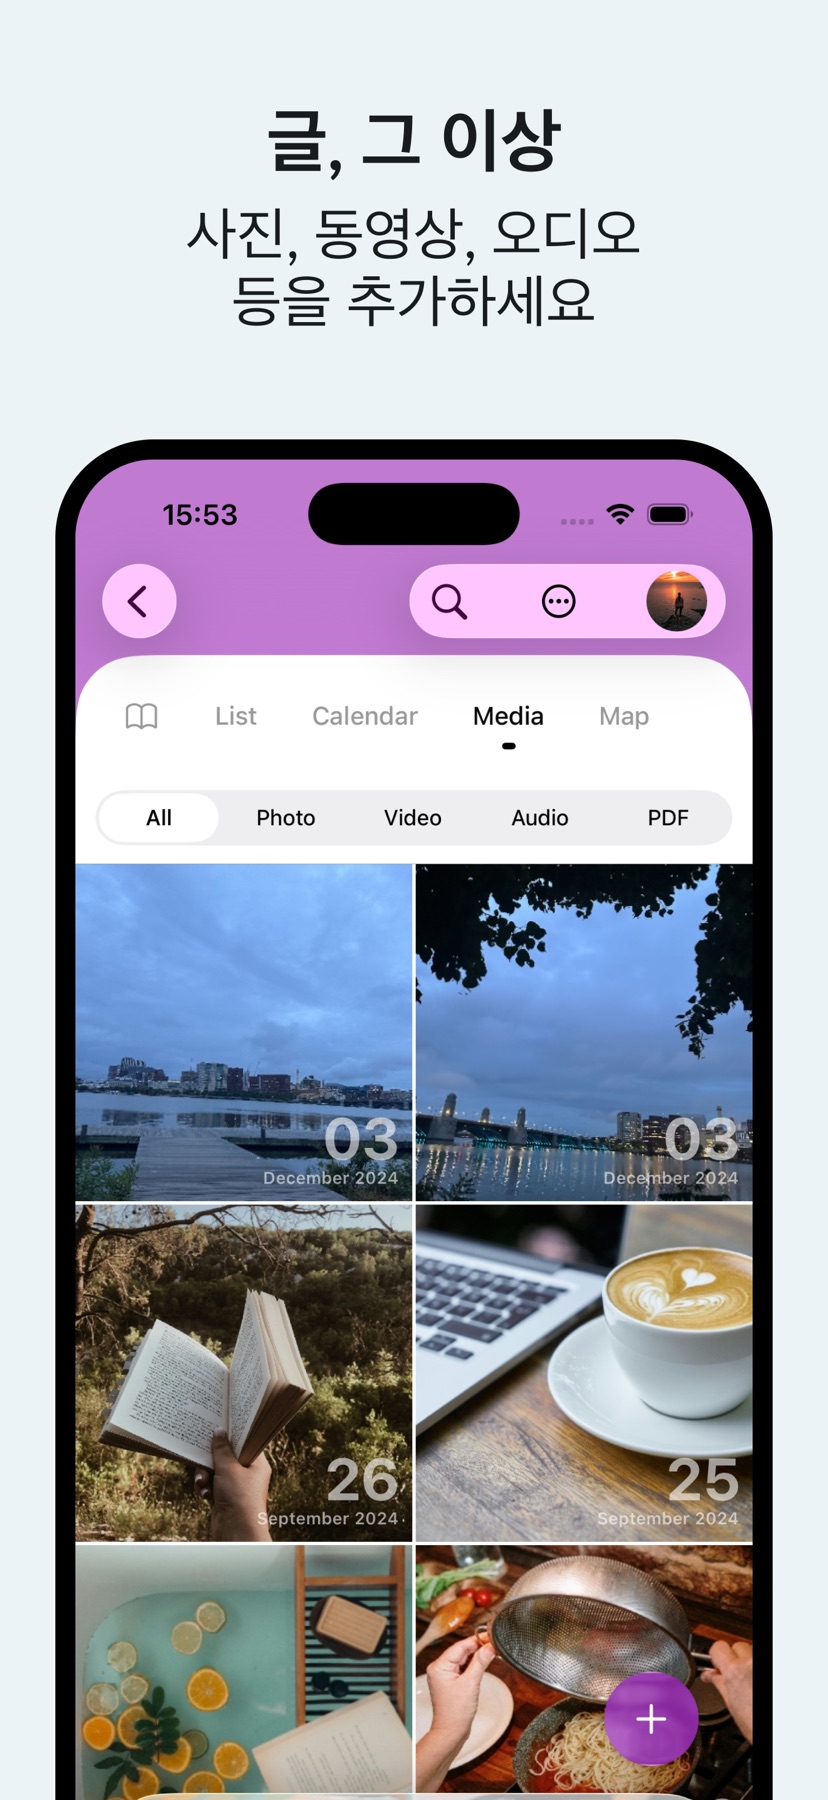 글, 그 이상
사진, 동영상, 오디오
등을 추가하세요
15:53
List Calendar Media Map
All Photo Video Audio PDF
03
December 2024
03
December 2024
26
September 2024
25
September 2024